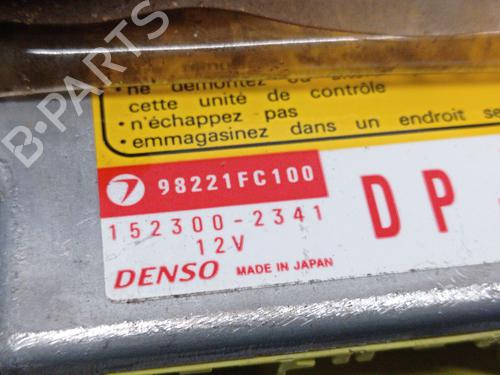 • ne démontez ou
cette unité de contrôle
• n'échappez pas
• emmagasinez dans un endroit
98221FC100
152300-2341
12V
DP
DENSO MADE IN JAPAN
B-PARTS